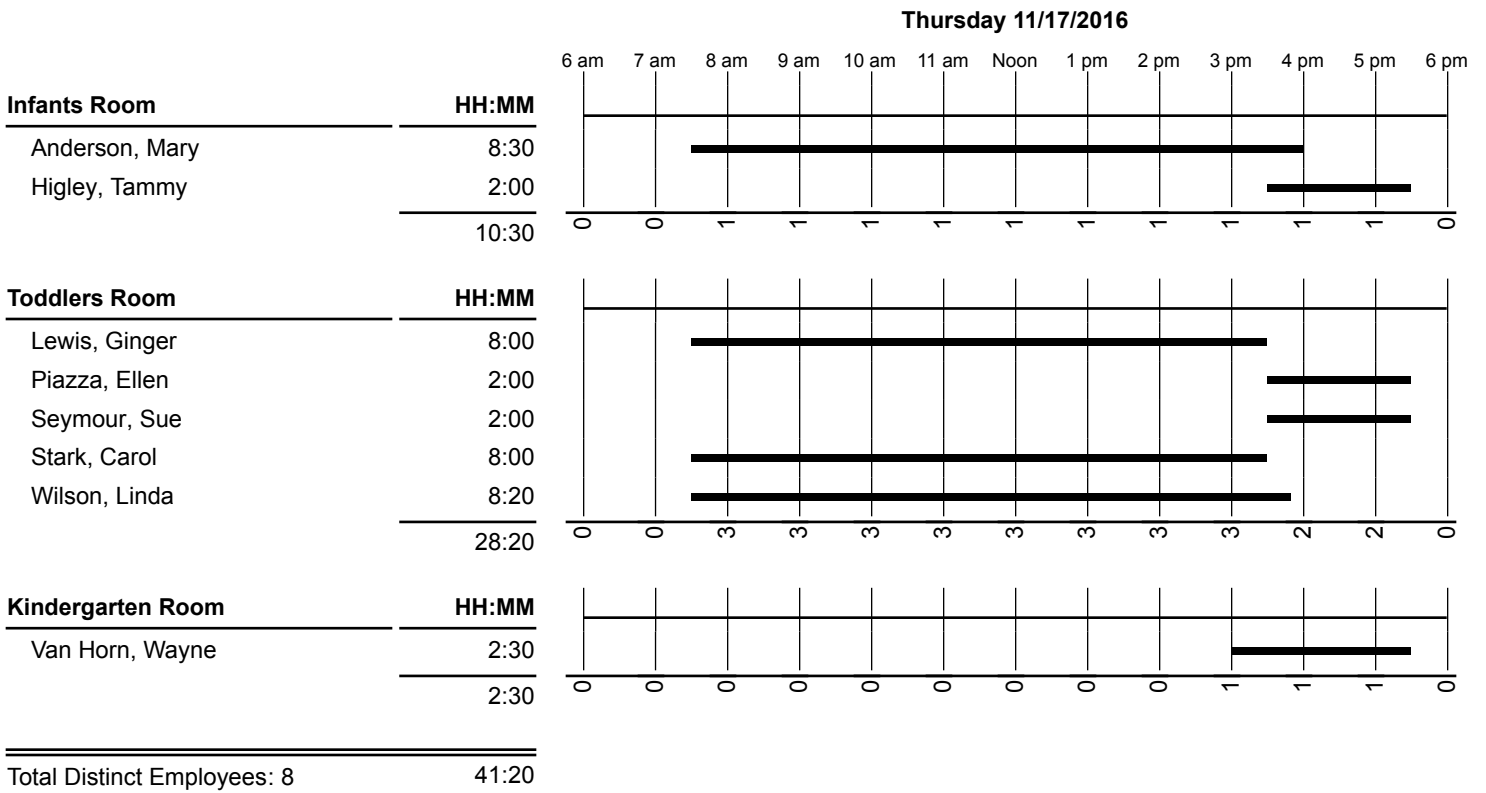 Thursday 11/17/2016
6 am 7 am 8 am 9 am 10 am 11 am Noon 1 pm 2 pm 3 pm 4 pm 5 pm 6 pm
Infants Room HH:MM
Anderson, Mary 8:30
Higley, Tammy 2:00
10:30 0 0 1 1 1 1 1 1 1 1 1 1 0
Toddlers Room HH:MM
Lewis, Ginger 8:00
Piazza, Ellen 2:00
Seymour, Sue 2:00
Stark, Carol 8:00
Wilson, Linda 8:20
28:20 0 0 3 3 3 3 3 3 3 3 2 2 0
Kindergarten Room HH:MM
Van Horn, Wayne 2:30
2:30 0 0 0 0 0 0 0 0 0 1 1 1 0
Total Distinct Employees: 8 41:20